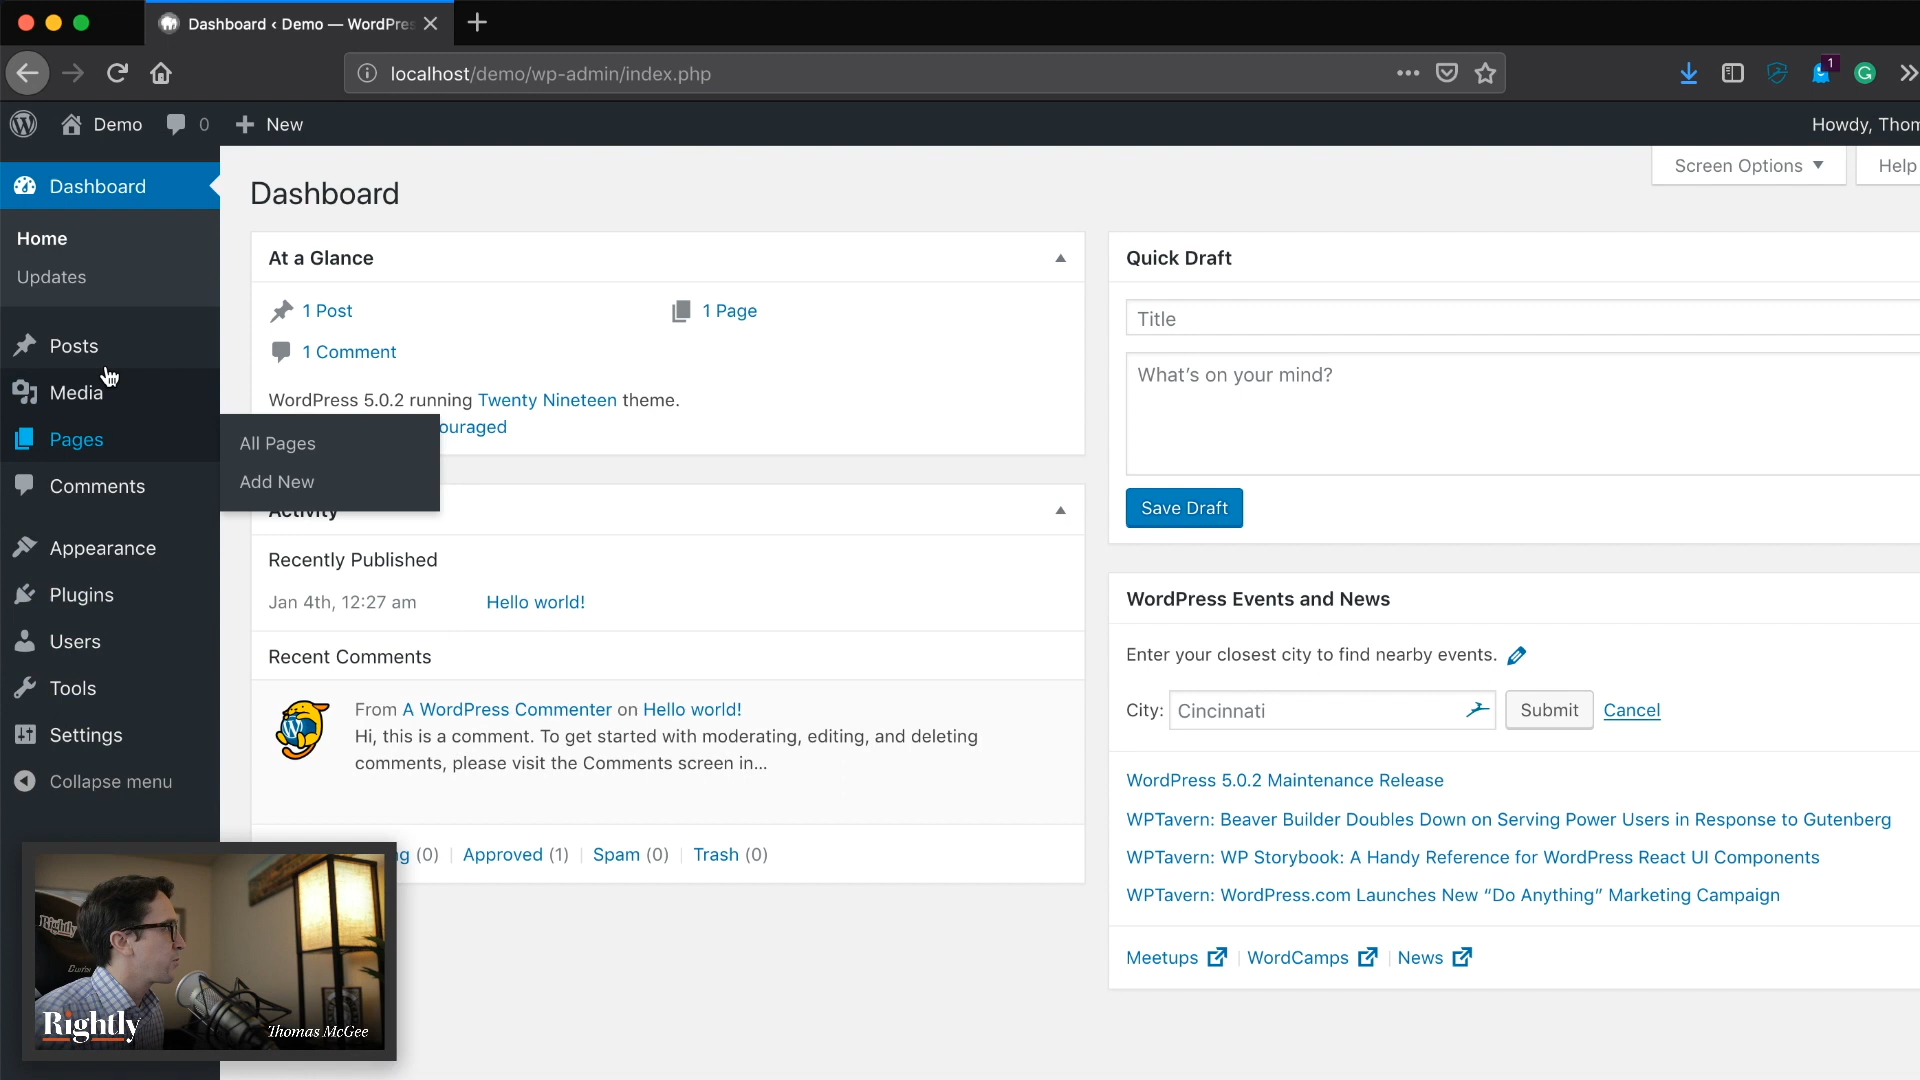 Dashboard ‹ Demo — WordPres
localhost/demo/wp-admin/index.php
1
Demo
0
New
Howdy, Thom
Dashboard
Home
Updates
Posts
Media
Pages
Comments
Appearance
Plugins
Users
Tools
Settings
Collapse menu
All Pages
Add New
Screen Options
Help
Dashboard
At a Glance
1 Post
1 Page
1 Comment
WordPress 5.0.2 running Twenty Nineteen theme.
ouraged
Activity
Recently Published
Jan 4th, 12:27 am
Hello world!
Recent Comments
From A WordPress Commenter on Hello world!
Hi, this is a comment. To get started with moderating, editing, and deleting
comments, please visit the Comments screen in…
ng (0) | Approved (1) | Spam (0) | Trash (0)
Quick Draft
Title
What's on your mind?
Save Draft
WordPress Events and News
Enter your closest city to find nearby events.
City: Cincinnati Submit Cancel
WordPress 5.0.2 Maintenance Release
WPTavern: Beaver Builder Doubles Down on Serving Power Users in Response to Gutenberg
WPTavern: WP Storybook: A Handy Reference for WordPress React UI Components
WPTavern: WordPress.com Launches New “Do Anything” Marketing Campaign
Meetups | WordCamps | News
Rightly
Rightly
Thomas McGee